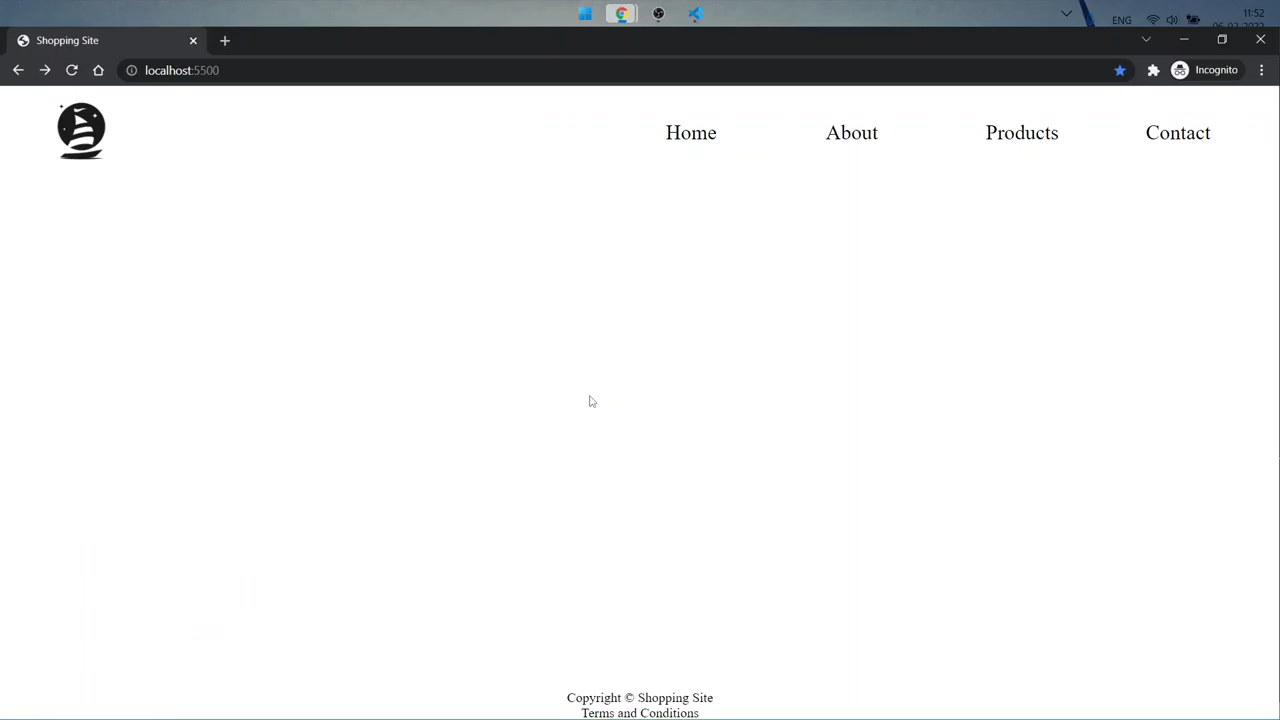 11:52
ENG
Shopping Site
localhost:5500
Incognito
Home About Products Contact
Copyright © Shopping Site
Terms and Conditions